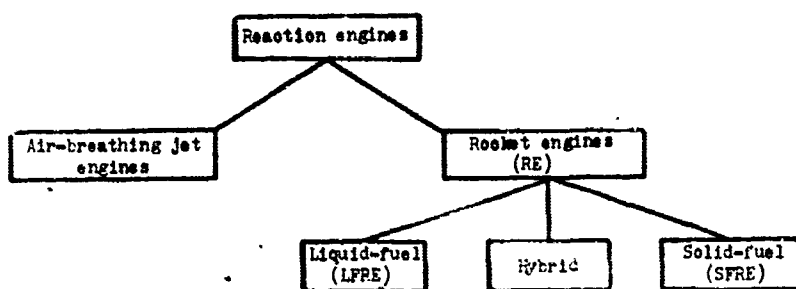 Reaction engines
Air-breathing jet
engines
Rocket engines
(RE)
Liquid-fuel
(LFRE)
Hybrid
Solid-fuel
(SFRE)